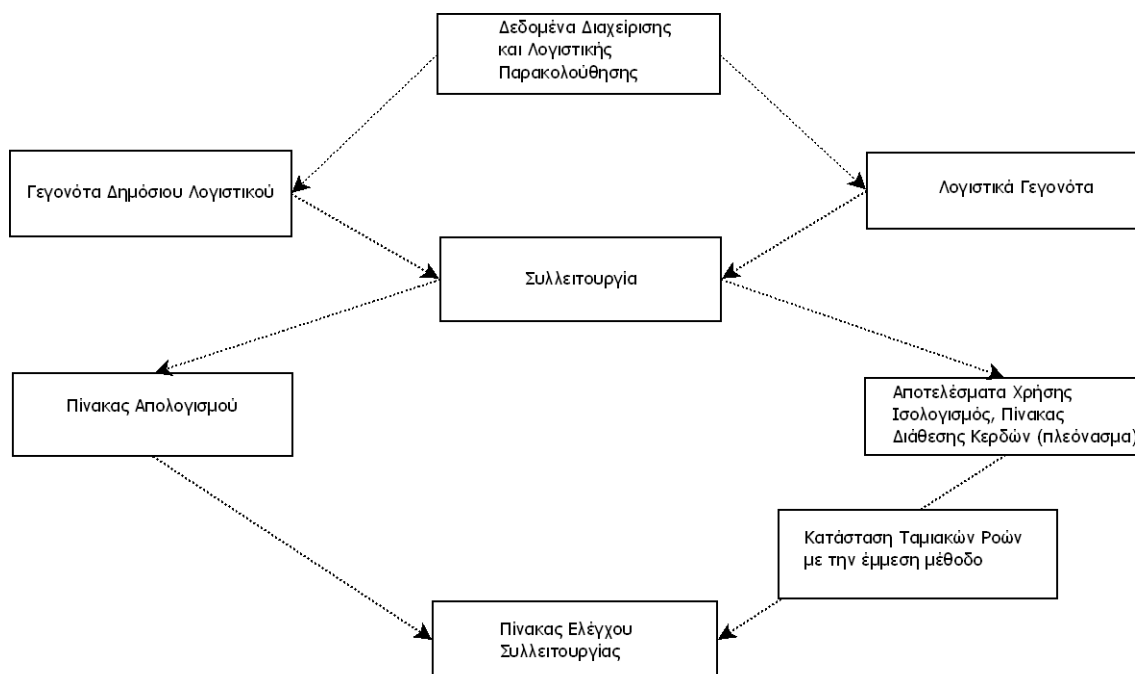 Δεδομένα Διαχείρισης
και Λογιστικής
Παρακολούθησης
Γεγονότα Δημόσιου Λογιστικού
Λογιστικά Γεγονότα
Συλλειτουργία
Πίνακας Απολογισμού
Αποτελέσματα Χρήσης
Ισολογισμός, Πίνακας
Διάθεσης Κερδών (πλεόνασμα)
Κατάσταση Ταμιακών Ροών
με την έμμεση μέθοδο
Πίνακας Ελέγχου
Συλλειτουργίας